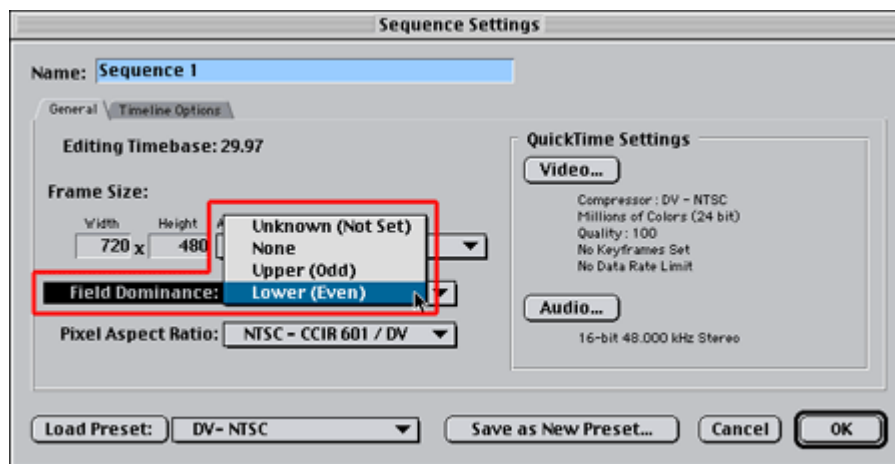 Sequence Settings
Name: Sequence 1
General Timeline Options
Editing Timebase: 29.97
Frame Size:
Width Height
720 x 480
Unknown (Not Set)
None
Upper (Odd)
Field Dominance: Lower (Even)
Pixel Aspect Ratio: NTSC - CCIR 601 / DV
QuickTime Settings
Video...
Compressor : DV - NTSC
Millions of Colors (24 bit)
Quality : 100
No Keyframes Set
No Data Rate Limit
Audio...
16-bit 48.000 kHz Stereo
Load Preset: DV- NTSC
Save as New Preset... Cancel OK